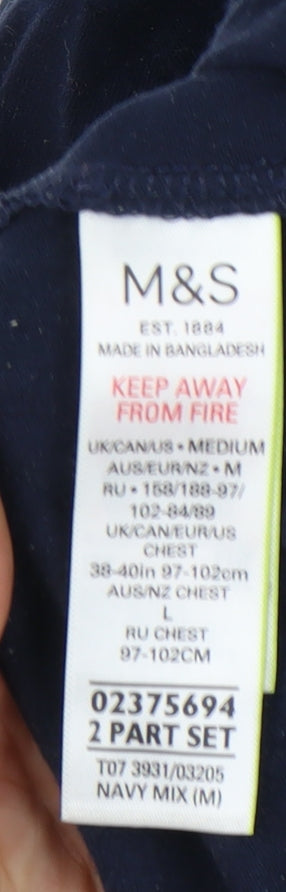 M&S
EST. 1884
MADE IN BANGLADESH
KEEP AWAY
FROM FIRE
UK/CAN/US • MEDIUM
AUS/EUR/NZ • M
RU • 158/188-97/
102-84/89
UK/CAN/EUR/US
CHEST
38-40in 97-102cm
AUS/NZ CHEST
L
RU CHEST
97-102CM
02375694
2 PART SET
T07 3931/03205
NAVY MIX (M)